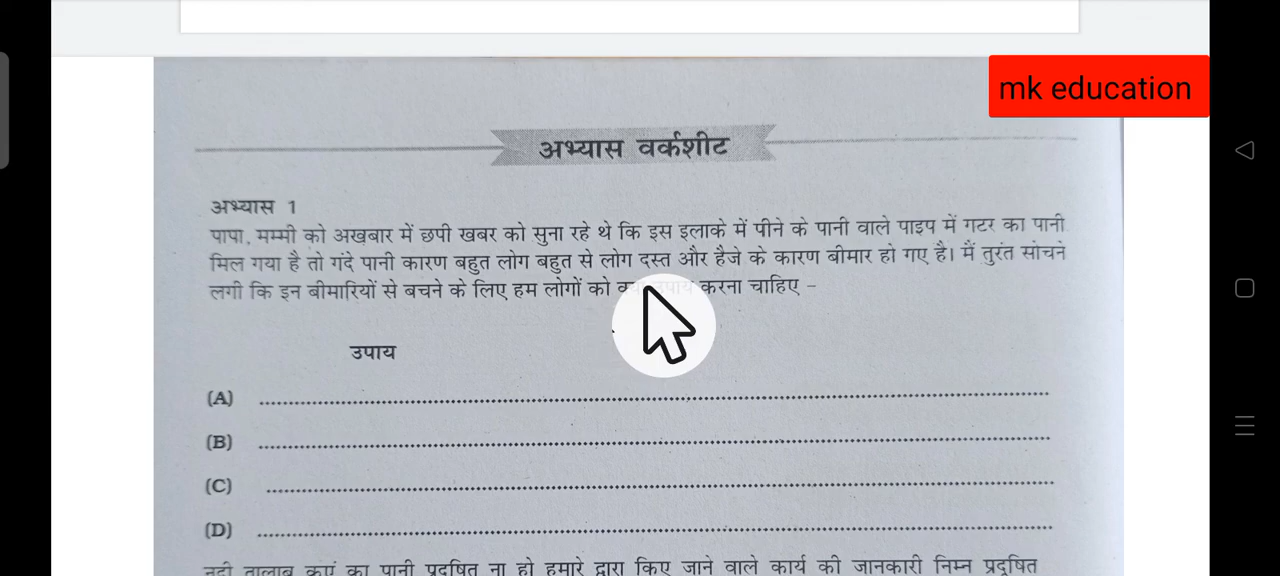 mk education
अभ्यास वर्कशीट
अभ्यास 1
पापा, मम्मी को अखबार में छपी खबर को सुना रहे थे कि इस इलाके में पीने के पानी वाले पाइप में गटर का पानी
मिल गया है तो गंदे पानी कारण बहुत लोग बहुत से लोग दस्त और हैजे के कारण बीमार हो गए है। मैं तुरंत सोचने
लगी कि इन बीमारियों से बचने के लिए हम लोगों को क्या उपाय करना चाहिए –
उपाय
(A)
(B)
(C)
(D)
नदी तालाब कुएं का पानी प्रदूषित ना हो हमारे द्वारा किए जाने वाले कार्य की जानकारी निम्न प्रदूषित